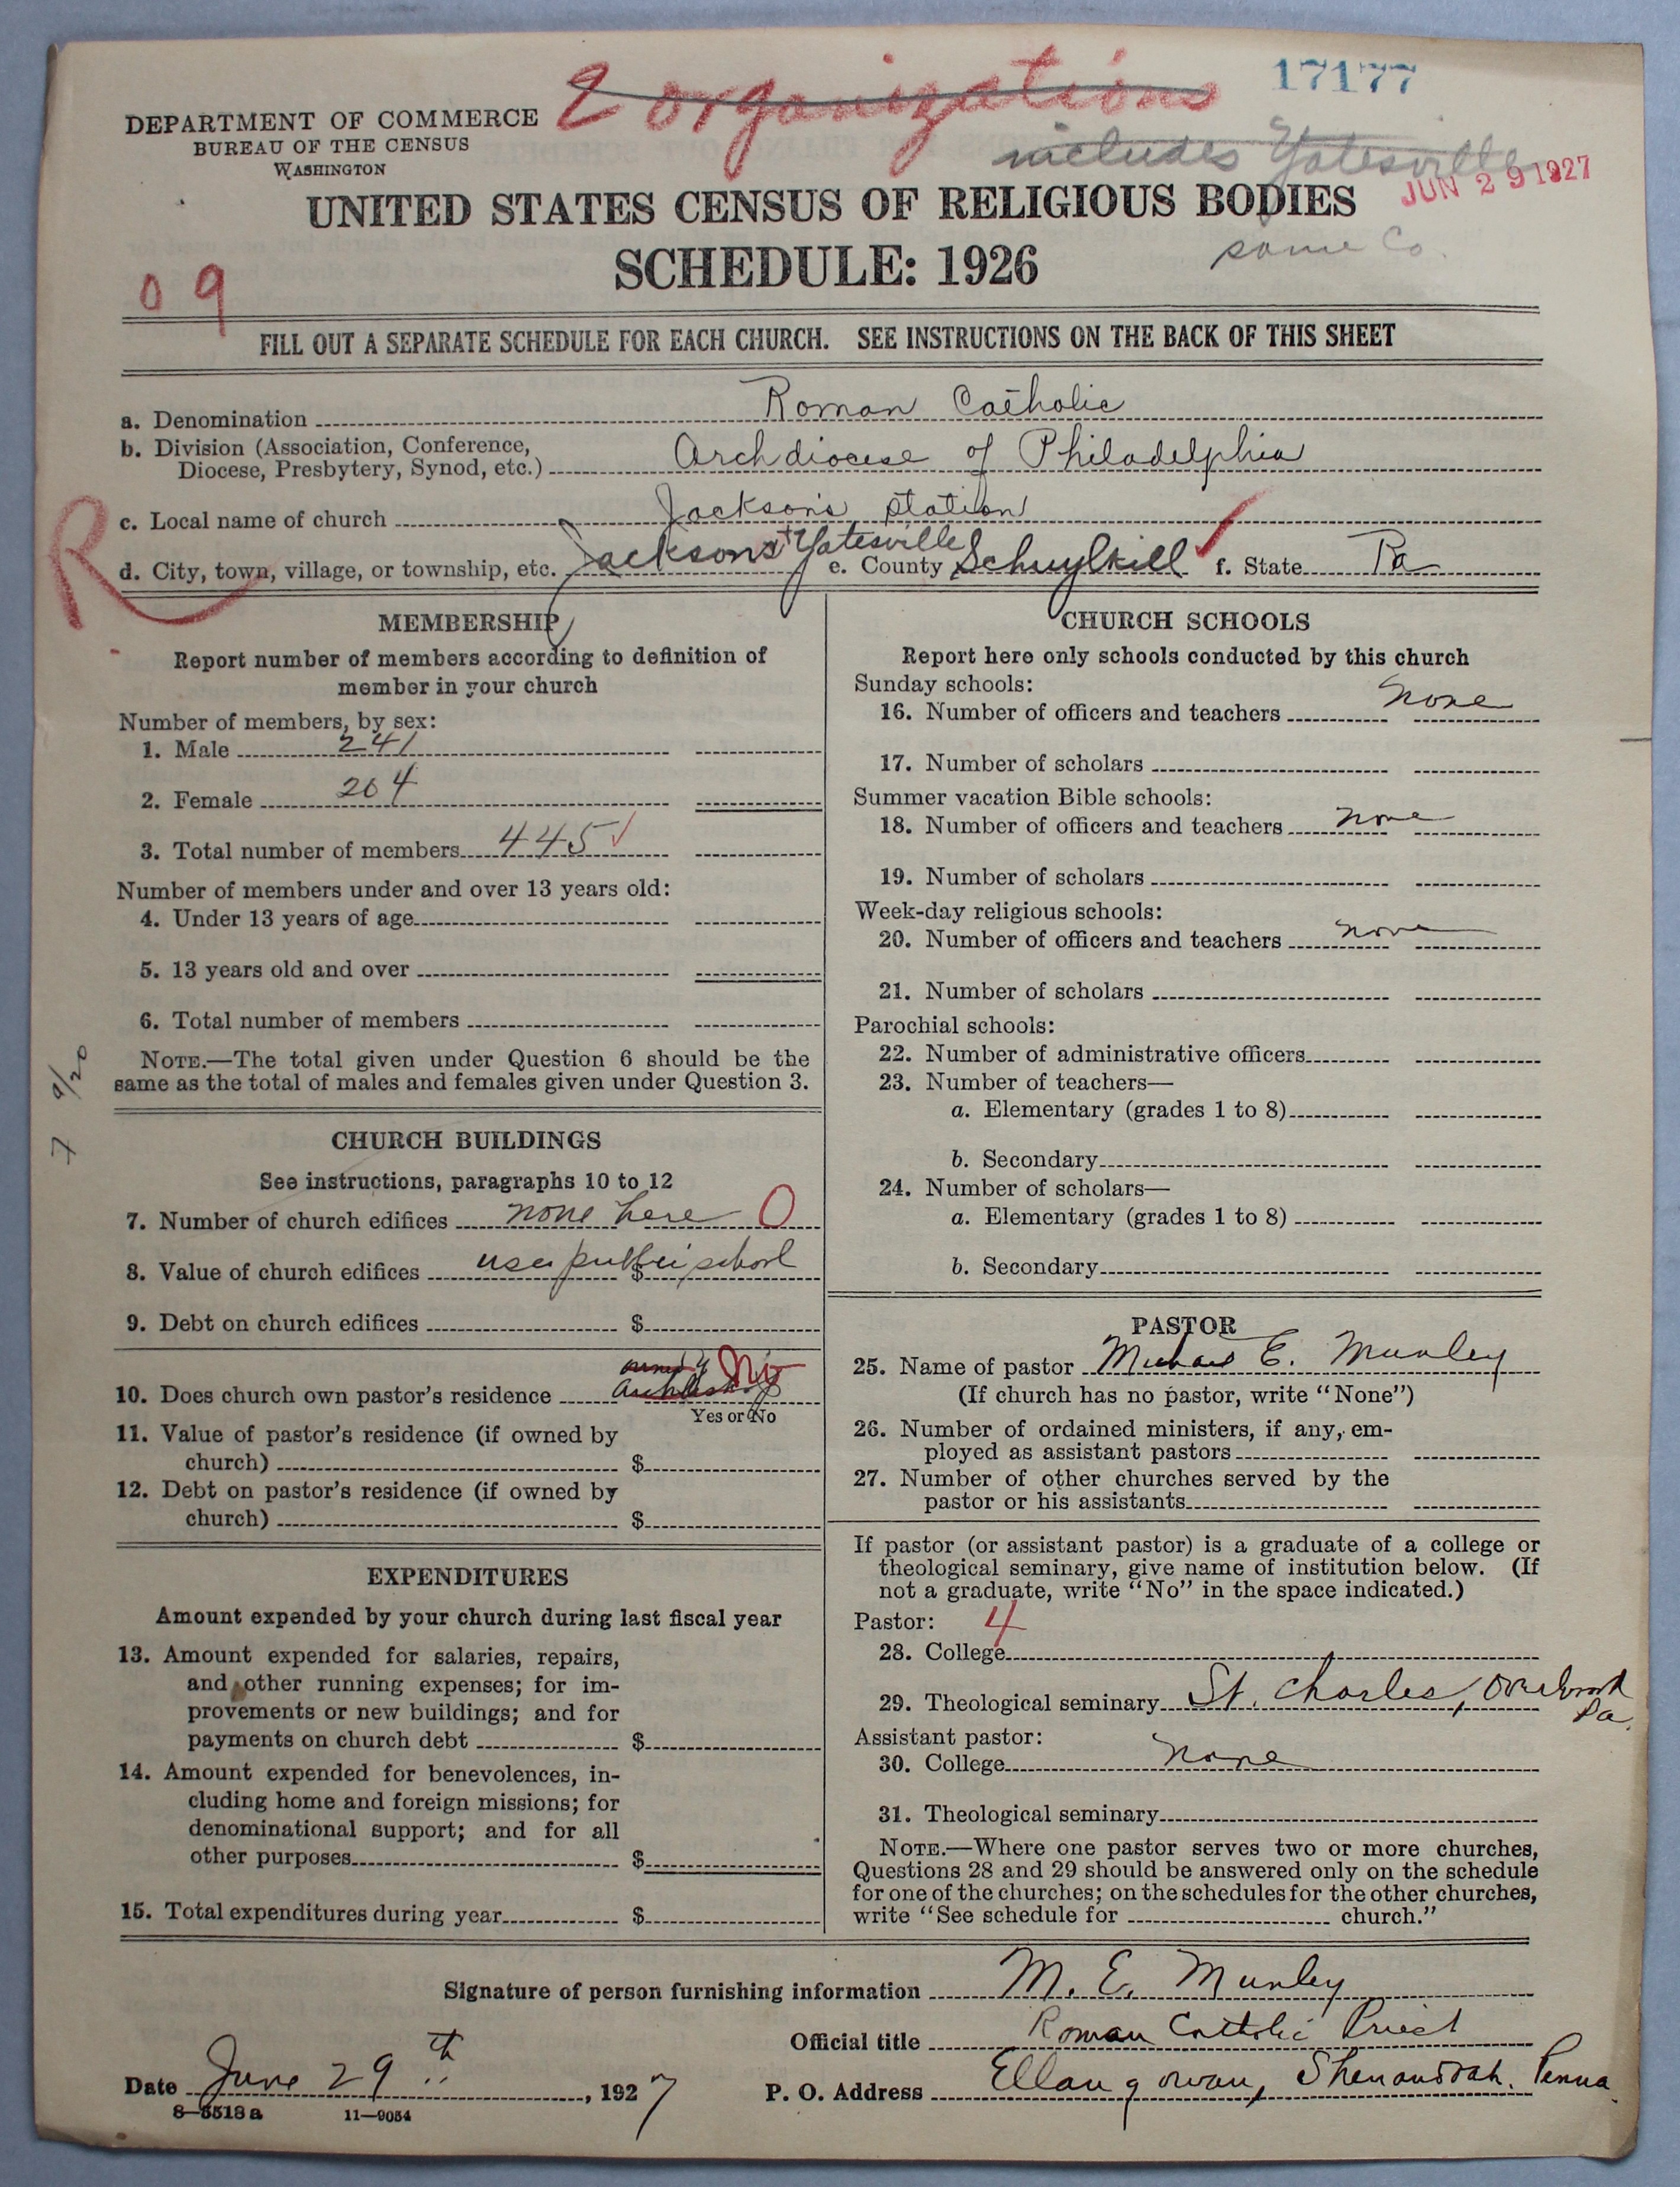 2 organizations
17177
DEPARTMENT OF COMMERCE
BUREAU OF THE CENSUS
WASHINGTON
includes Yatesville
JUN 29 1927
UNITED STATES CENSUS OF RELIGIOUS BODIES
same Co.
SCHEDULE: 1926
09
FILL OUT A SEPARATE SCHEDULE FOR EACH CHURCH. SEE INSTRUCTIONS ON THE BACK OF THIS SHEET
a. Denomination Roman Catholic
b. Division (Association, Conference,
Diocese, Presbytery, Synod, etc.) Archdiocese of Philadelphia
R
c. Local name of church Jackson's Station
d. City, town, village, or township, etc. Jacksons + Yatesville e. County Schuylkill f. State Pa
MEMBERSHIP
Report number of members according to definition of
member in your church
Number of members, by sex:
1. Male 241
2. Female 204
3. Total number of members 445 ✓
Number of members under and over 13 years old:
4. Under 13 years of age
5. 13 years old and over
6. Total number of members
NOTE.—The total given under Question 6 should be the
same as the total of males and females given under Question 3.
7 9/20
CHURCH BUILDINGS
See instructions, paragraphs 10 to 12
7. Number of church edifices none here 0
8. Value of church edifices $ use public school
9. Debt on church edifices $
10. Does church own pastor's residence owned by Archbishop No
Yes or No
11. Value of pastor's residence (if owned by
church) $
12. Debt on pastor's residence (if owned by
church) $
EXPENDITURES
Amount expended by your church during last fiscal year
13. Amount expended for salaries, repairs,
and other running expenses; for im-
provements or new buildings; and for
payments on church debt $
14. Amount expended for benevolences, in-
cluding home and foreign missions; for
denominational support; and for all
other purposes $
15. Total expenditures during year $
CHURCH SCHOOLS
Report here only schools conducted by this church
Sunday schools:
16. Number of officers and teachers none
17. Number of scholars
Summer vacation Bible schools:
18. Number of officers and teachers none
19. Number of scholars
Week-day religious schools:
20. Number of officers and teachers none
21. Number of scholars
Parochial schools:
22. Number of administrative officers
23. Number of teachers—
a. Elementary (grades 1 to 8)
b. Secondary
24. Number of scholars—
a. Elementary (grades 1 to 8)
b. Secondary
PASTOR
25. Name of pastor Michael E. Munley
(If church has no pastor, write "None")
26. Number of ordained ministers, if any, em-
ployed as assistant pastors
27. Number of other churches served by the
pastor or his assistants
If pastor (or assistant pastor) is a graduate of a college or
theological seminary, give name of institution below. (If
not a graduate, write "No" in the space indicated.)
Pastor: 4
28. College
29. Theological seminary St. Charles, Overbrook
Pa.
Assistant pastor:
30. College none
31. Theological seminary
NOTE.—Where one pastor serves two or more churches,
Questions 28 and 29 should be answered only on the schedule
for one of the churches; on the schedules for the other churches,
write "See schedule for church."
Signature of person furnishing information M. E. Munley
Official title Roman Catholic Priest
Date June 29th, 1927
P. O. Address Ellangowan, Shenandoah. Penna.
8-5518a 11—9054